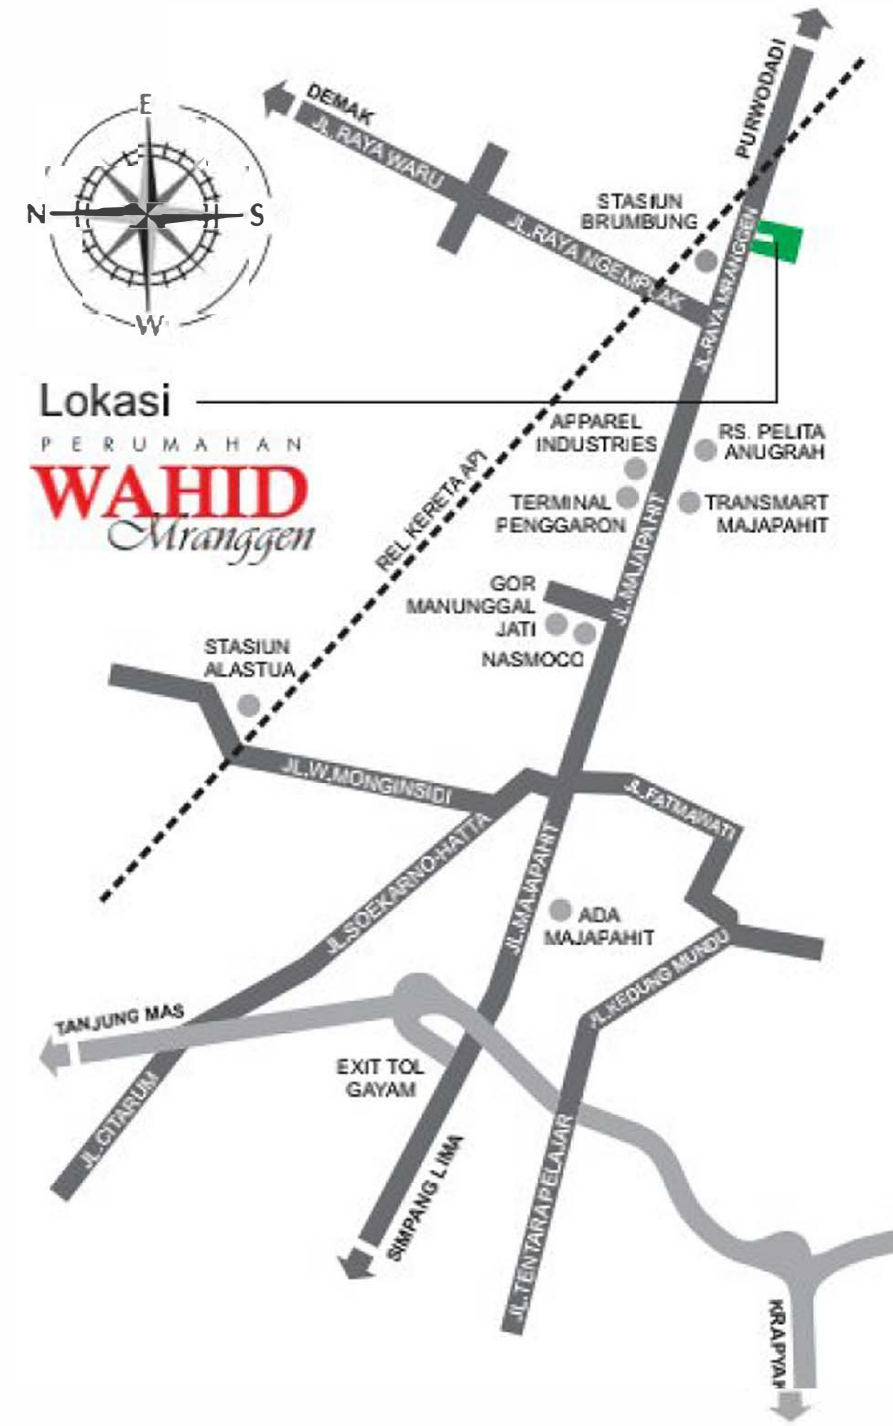 E
N
S
W
DEMAK
JL. RAYA WARU
PURWODADI
STASIUN
BRUMBUNG
JL.RAYA NGEMPLAK
JL.RAYA MRANGGEN
Lokasi
PERUMAHAN
WAHID
Mranggen
APPAREL
INDUSTRIES
RS. PELITA
ANUGRAH
REL KERETA API
TERMINAL
PENGGARON
TRANSMART
MAJAPAHIT
JL.MAJAPAHIT
GOR
MANUNGGAL
JATI
NASMOCO
STASIUN
ALASTUA
JL.W.MONGINSIDI
JL.FATMAWATI
JL.SOEKARNO-HATTA
JL.MAJAPAHIT
ADA
MAJAPAHIT
JL.KEDUNG MUNDU
TANJUNG MAS
EXIT TOL
GAYAM
JL.CITARUM
SIMPANG LIMA
JL.TENTARA PELAJAR
KRAPYAK